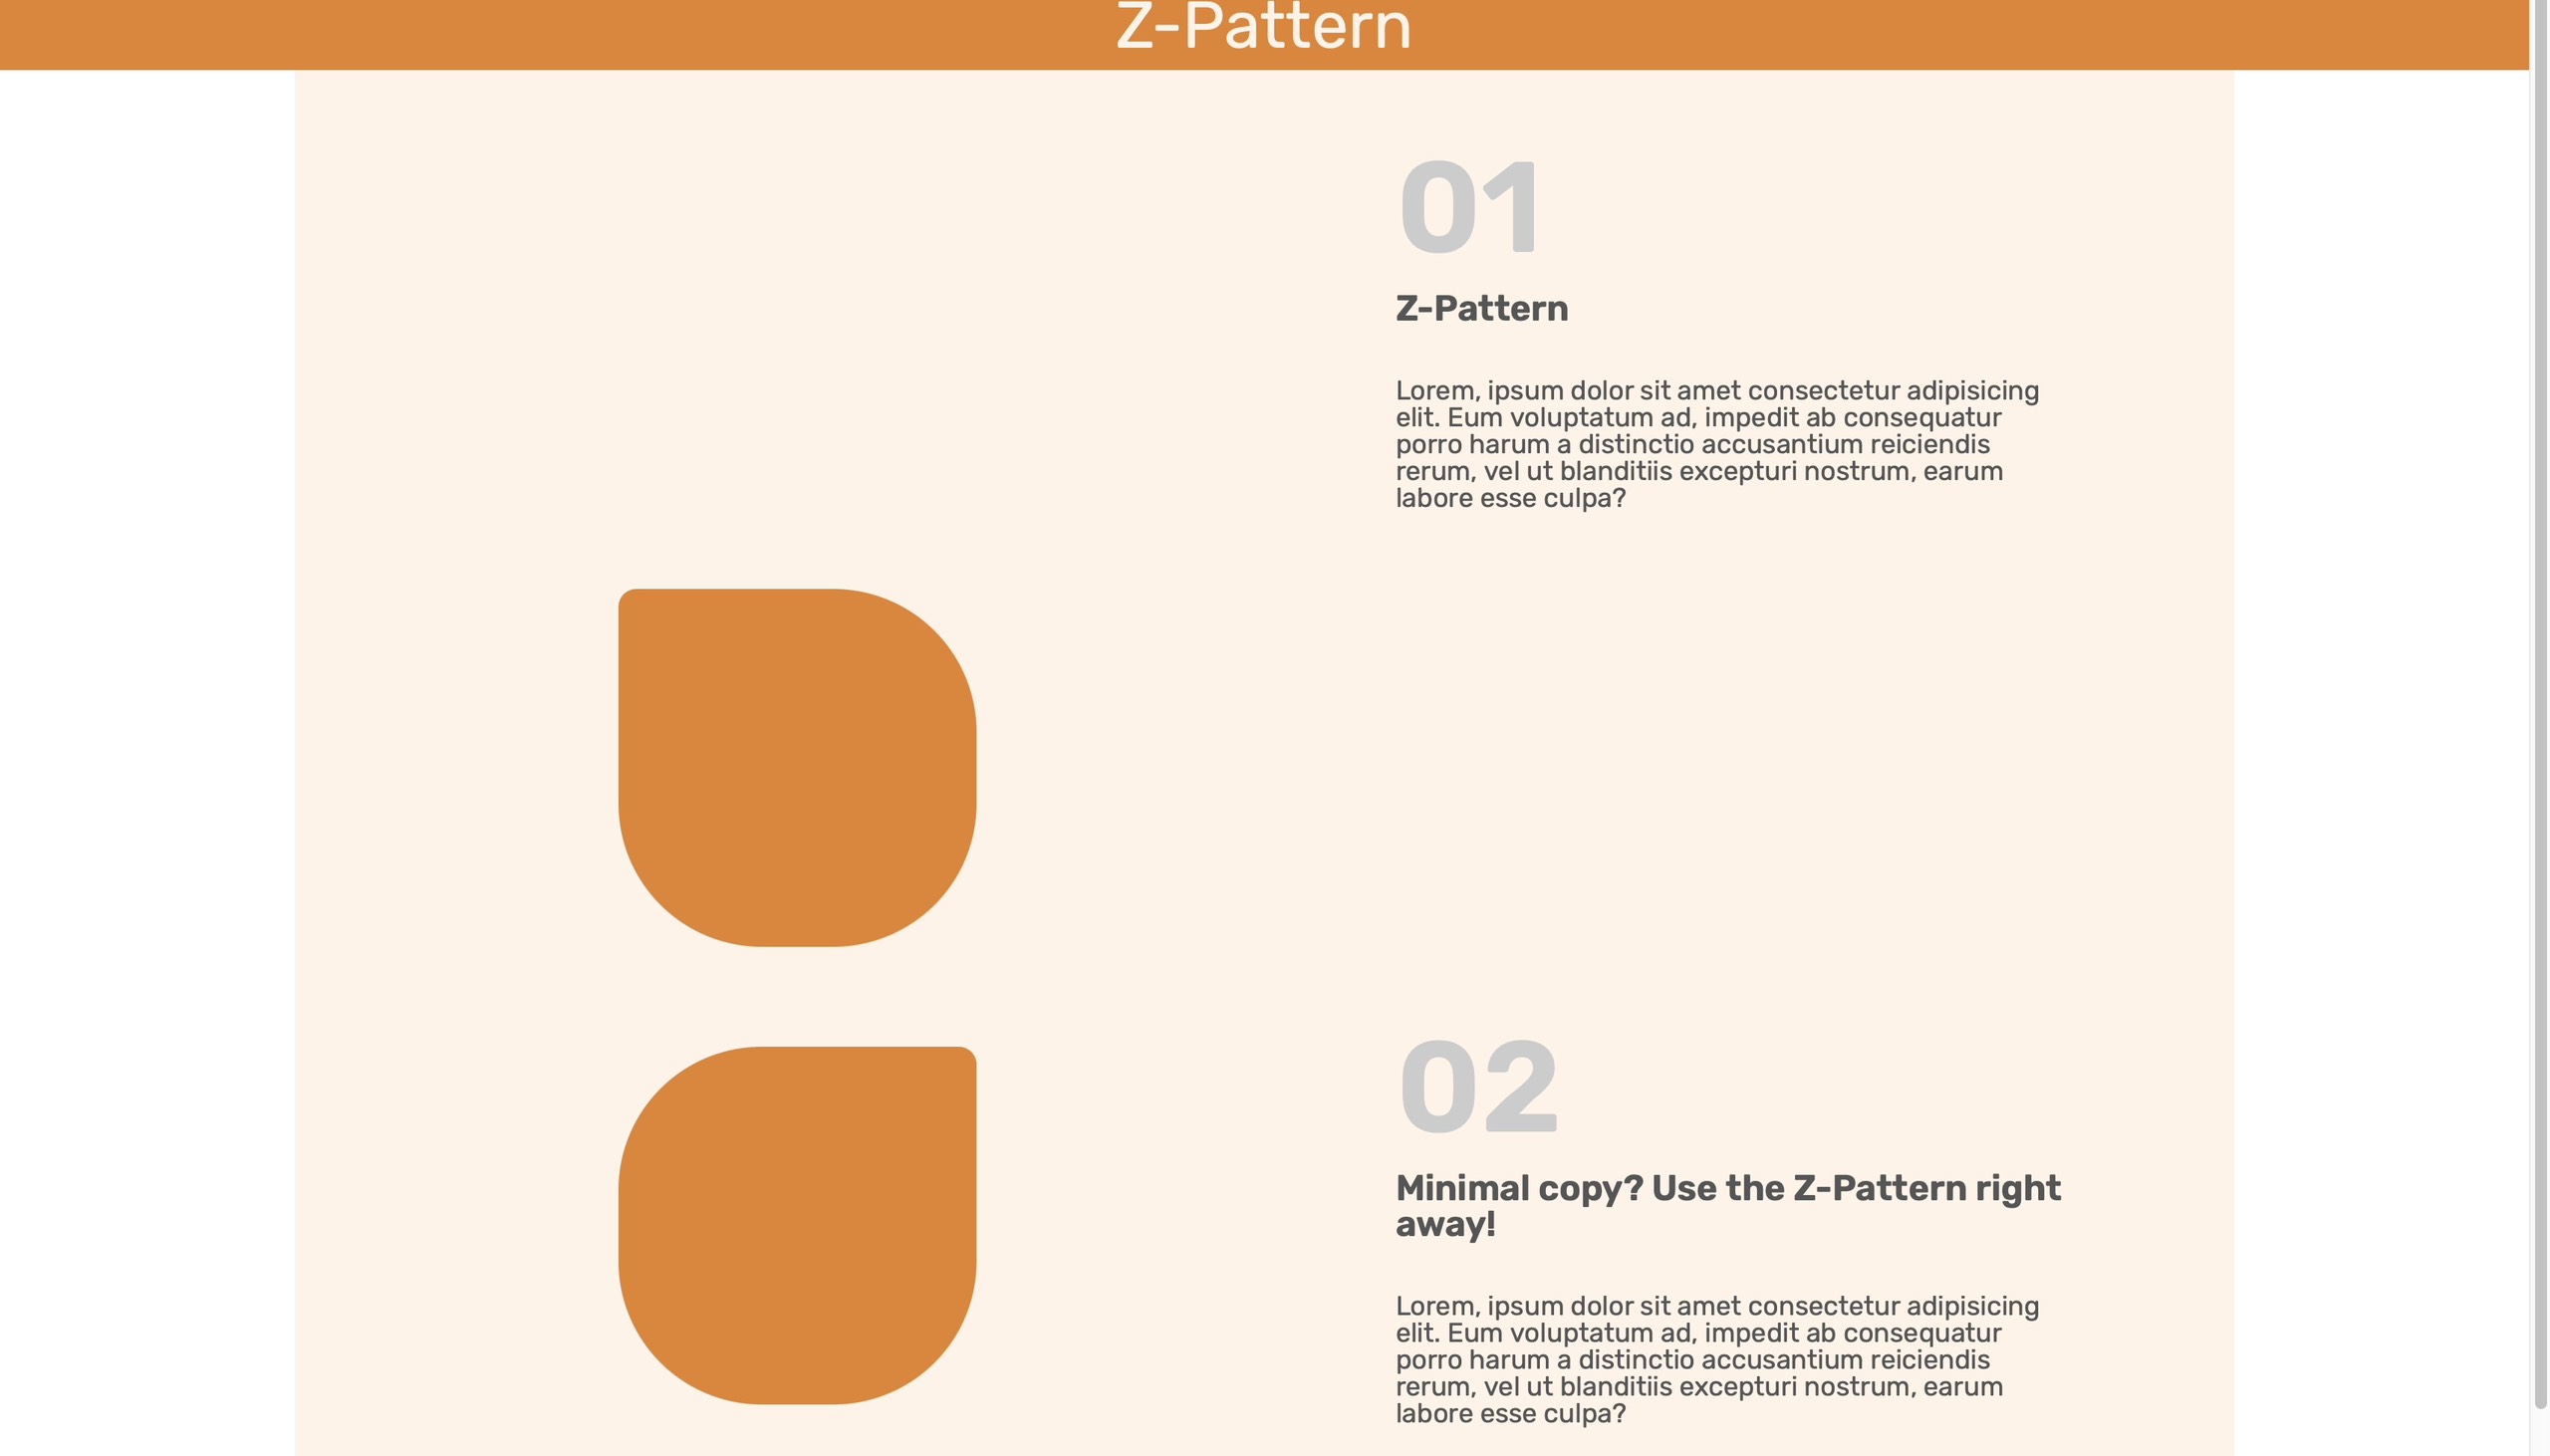 Z-Pattern
01
Z-Pattern
Lorem, ipsum dolor sit amet consectetur adipisicing
elit. Eum voluptatum ad, impedit ab consequatur
porro harum a distinctio accusantium reiciendis
rerum, vel ut blanditiis excepturi nostrum, earum
labore esse culpa?
02
Minimal copy? Use the Z-Pattern right
away!
Lorem, ipsum dolor sit amet consectetur adipisicing
elit. Eum voluptatum ad, impedit ab consequatur
porro harum a distinctio accusantium reiciendis
rerum, vel ut blanditiis excepturi nostrum, earum
labore esse culpa?